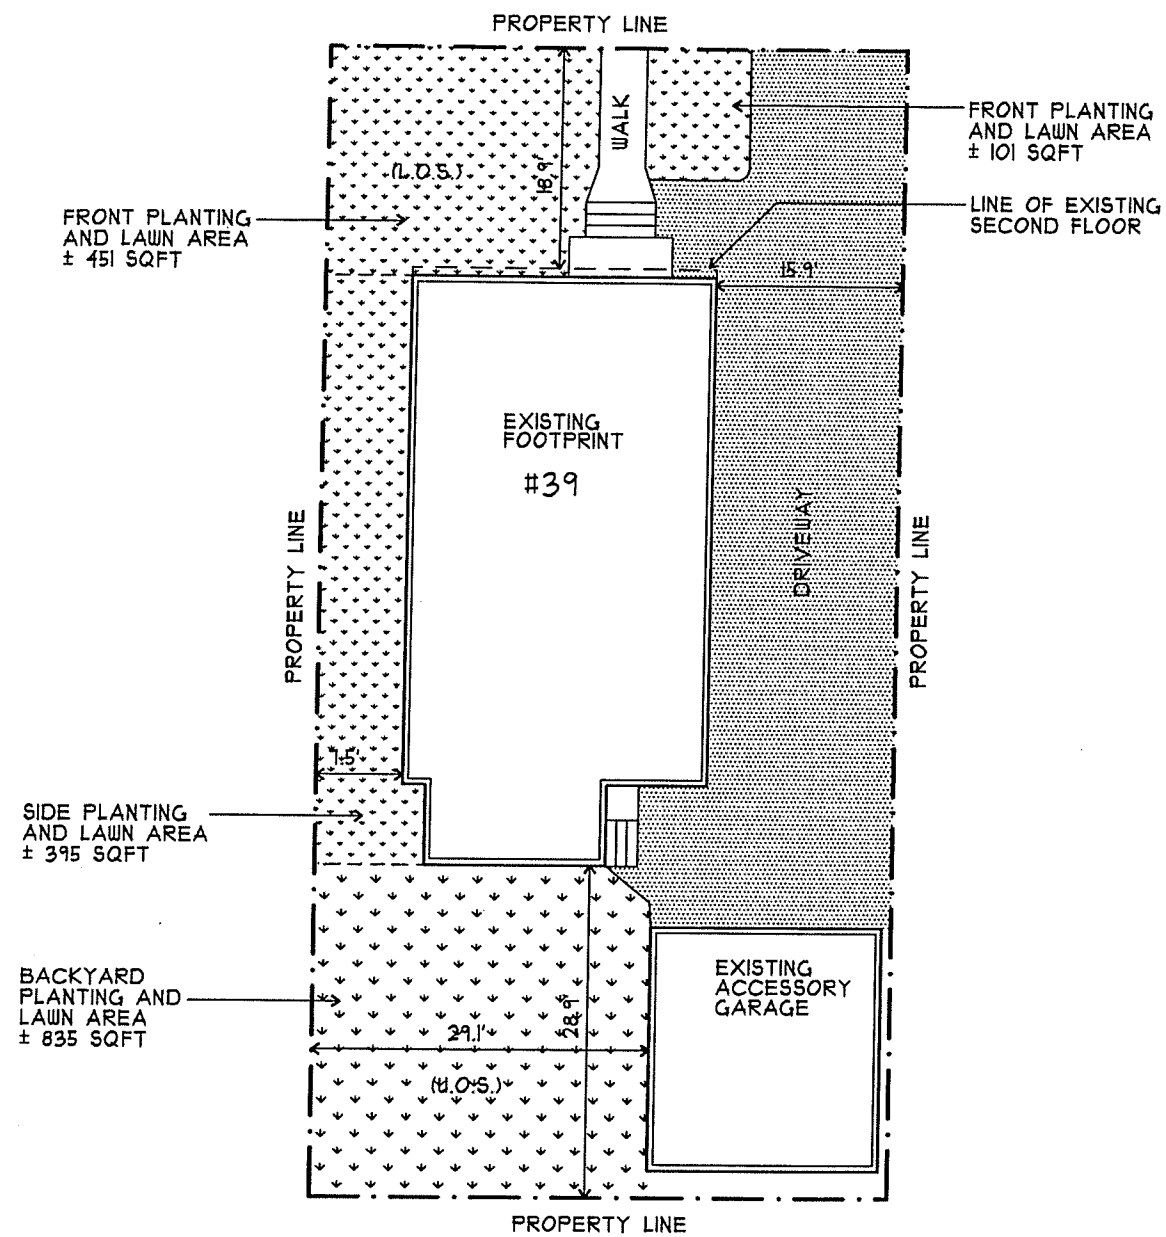 PROPERTY LINE
WALK
FRONT PLANTING
AND LAWN AREA
± 101 SQFT
(L.O.S.)
18.9'
FRONT PLANTING
AND LAWN AREA
± 451 SQFT
LINE OF EXISTING
SECOND FLOOR
15.9'
EXISTING
FOOTPRINT
#39
PROPERTY LINE
DRIVEWAY
PROPERTY LINE
7.5'
SIDE PLANTING
AND LAWN AREA
± 395 SQFT
BACKYARD
PLANTING AND
LAWN AREA
± 835 SQFT
EXISTING
ACCESSORY
GARAGE
28.9'
29.1'
(U.O.S.)
PROPERTY LINE